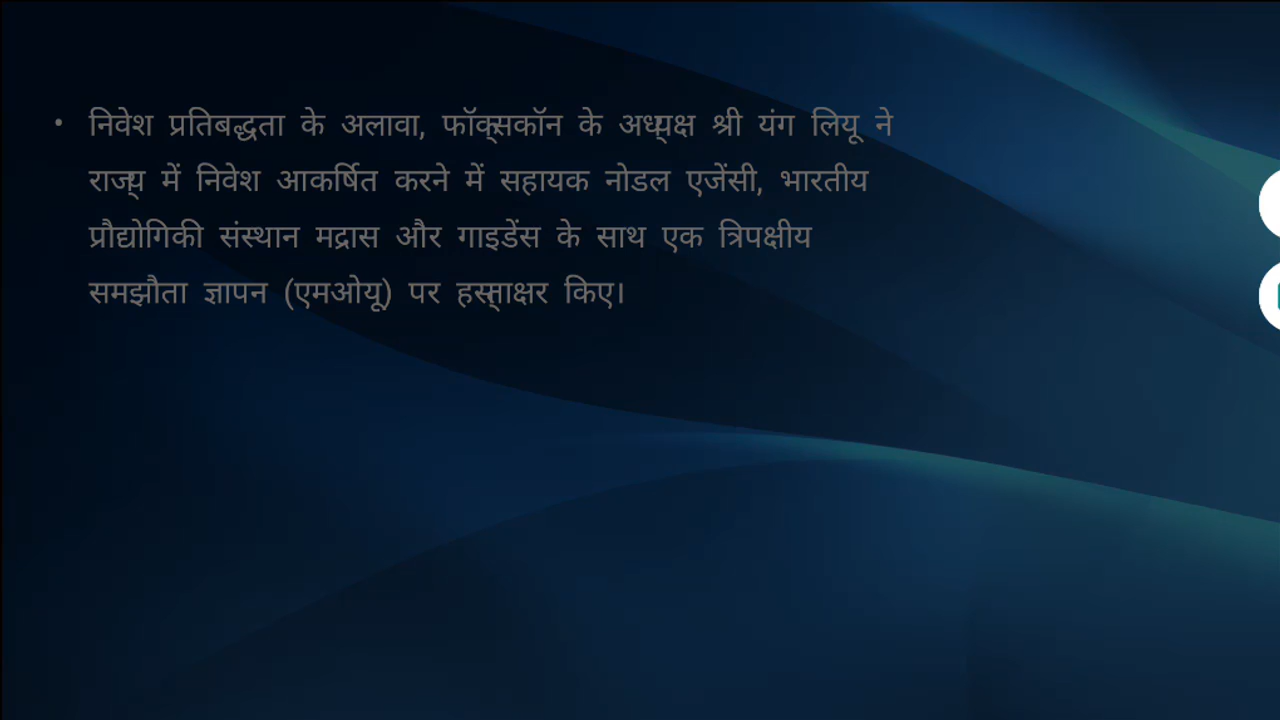 • निवेश प्रतिबद्धता के अलावा, फॉक्सकॉन के अध्यक्ष श्री यंग लियू ने
राज्य में निवेश आकर्षित करने में सहायक नोडल एजेंसी, भारतीय
प्रौद्योगिकी संस्थान मद्रास और गाइडेंस के साथ एक त्रिपक्षीय
समझौता ज्ञापन (एमओयू) पर हस्ताक्षर किए।